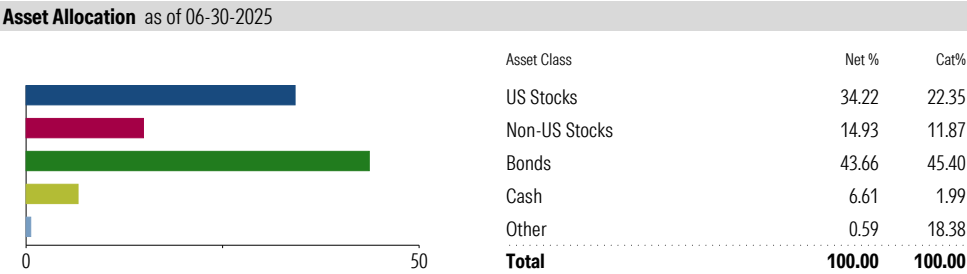 Asset Allocation as of 06-30-2025
Asset Class Net % Cat%
US Stocks 34.22 22.35
Non-US Stocks 14.93 11.87
Bonds 43.66 45.40
Cash 6.61 1.99
Other 0.59 18.38
Total 100.00 100.00
0 50